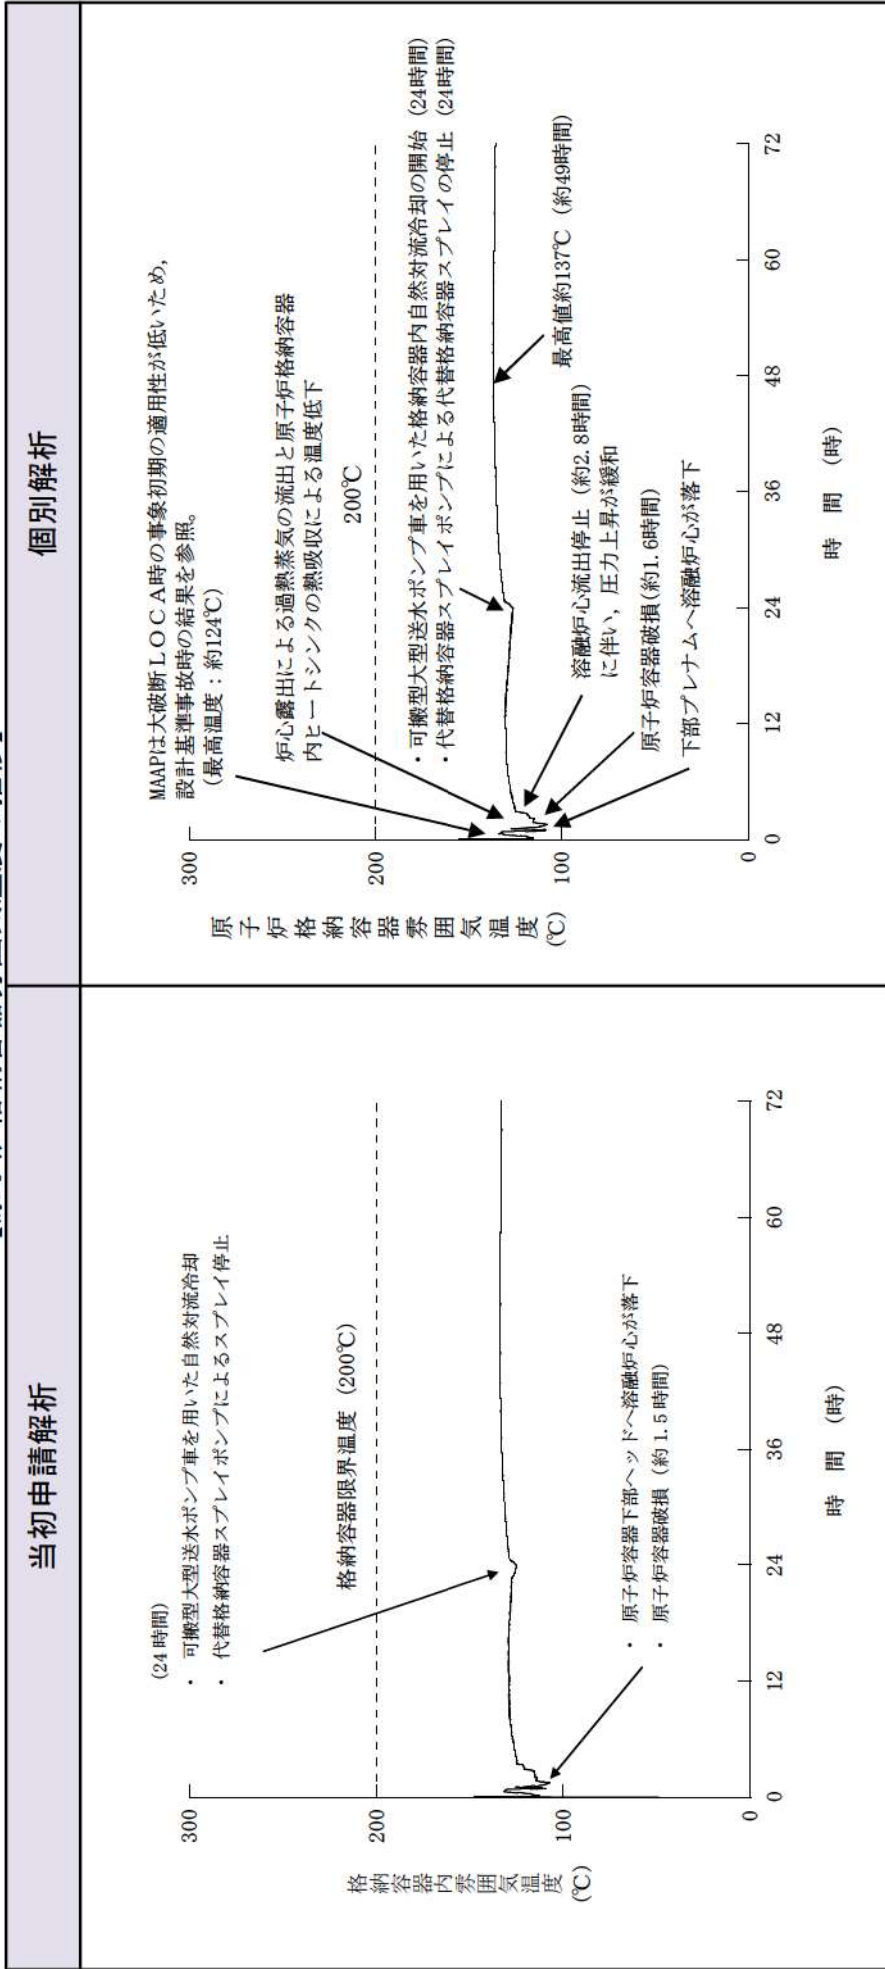 当初申請解析
(24時間)
・ 可搬型大型送水ポンプ車を用いた自然対流冷却
・ 代替格納容器スプレイポンプによるスプレイ停止
格納容器限界温度 (200℃)
・ 原子炉容器下部ヘッドへ溶融炉心が落下
・ 原子炉容器破損 (約1.5時間)
格納容器内雰囲気温度
(℃)
300
200
100
0
0 12 24 36 48 60 72
時 間 (時)
個別解析
MAAPは大破断LOCA時の事象初期の適用性が低いため,
設計基準事故時の結果を参照。
(最高温度：約124℃)
炉心露出による過熱蒸気の流出と原子炉格納容器
内ヒートシンクの熱吸収による温度低下
200℃
・可搬型大型送水ポンプ車を用いた格納容器内自然対流冷却の開始 (24時間)
・代替格納容器スプレイポンプによる代替格納容器スプレイの停止 (24時間)
最高値約137℃ (約49時間)
溶融炉心流出停止 (約2.8時間)
に伴い，圧力上昇が緩和
原子炉容器破損(約1.6時間)
下部プレナムへ溶融炉心が落下
原子炉格納容器雰囲気温度
(℃)
300
200
100
0
0 12 24 36 48 60 72
時 間 (時)